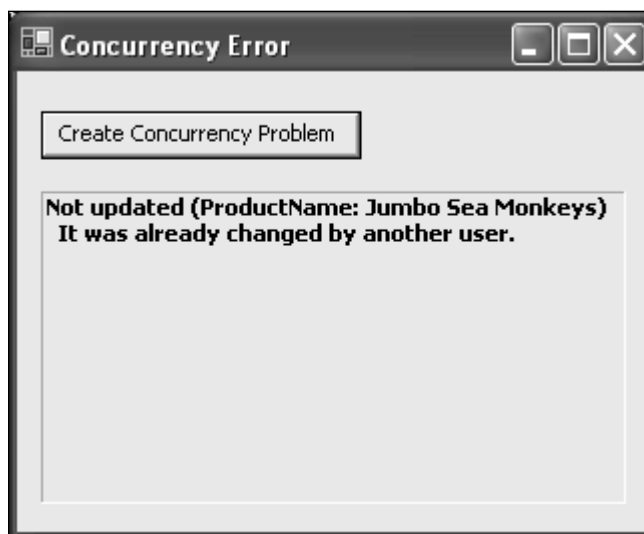 Concurrency Error
Create Concurrency Problem
Not updated (ProductName: Jumbo Sea Monkeys)
It was already changed by another user.